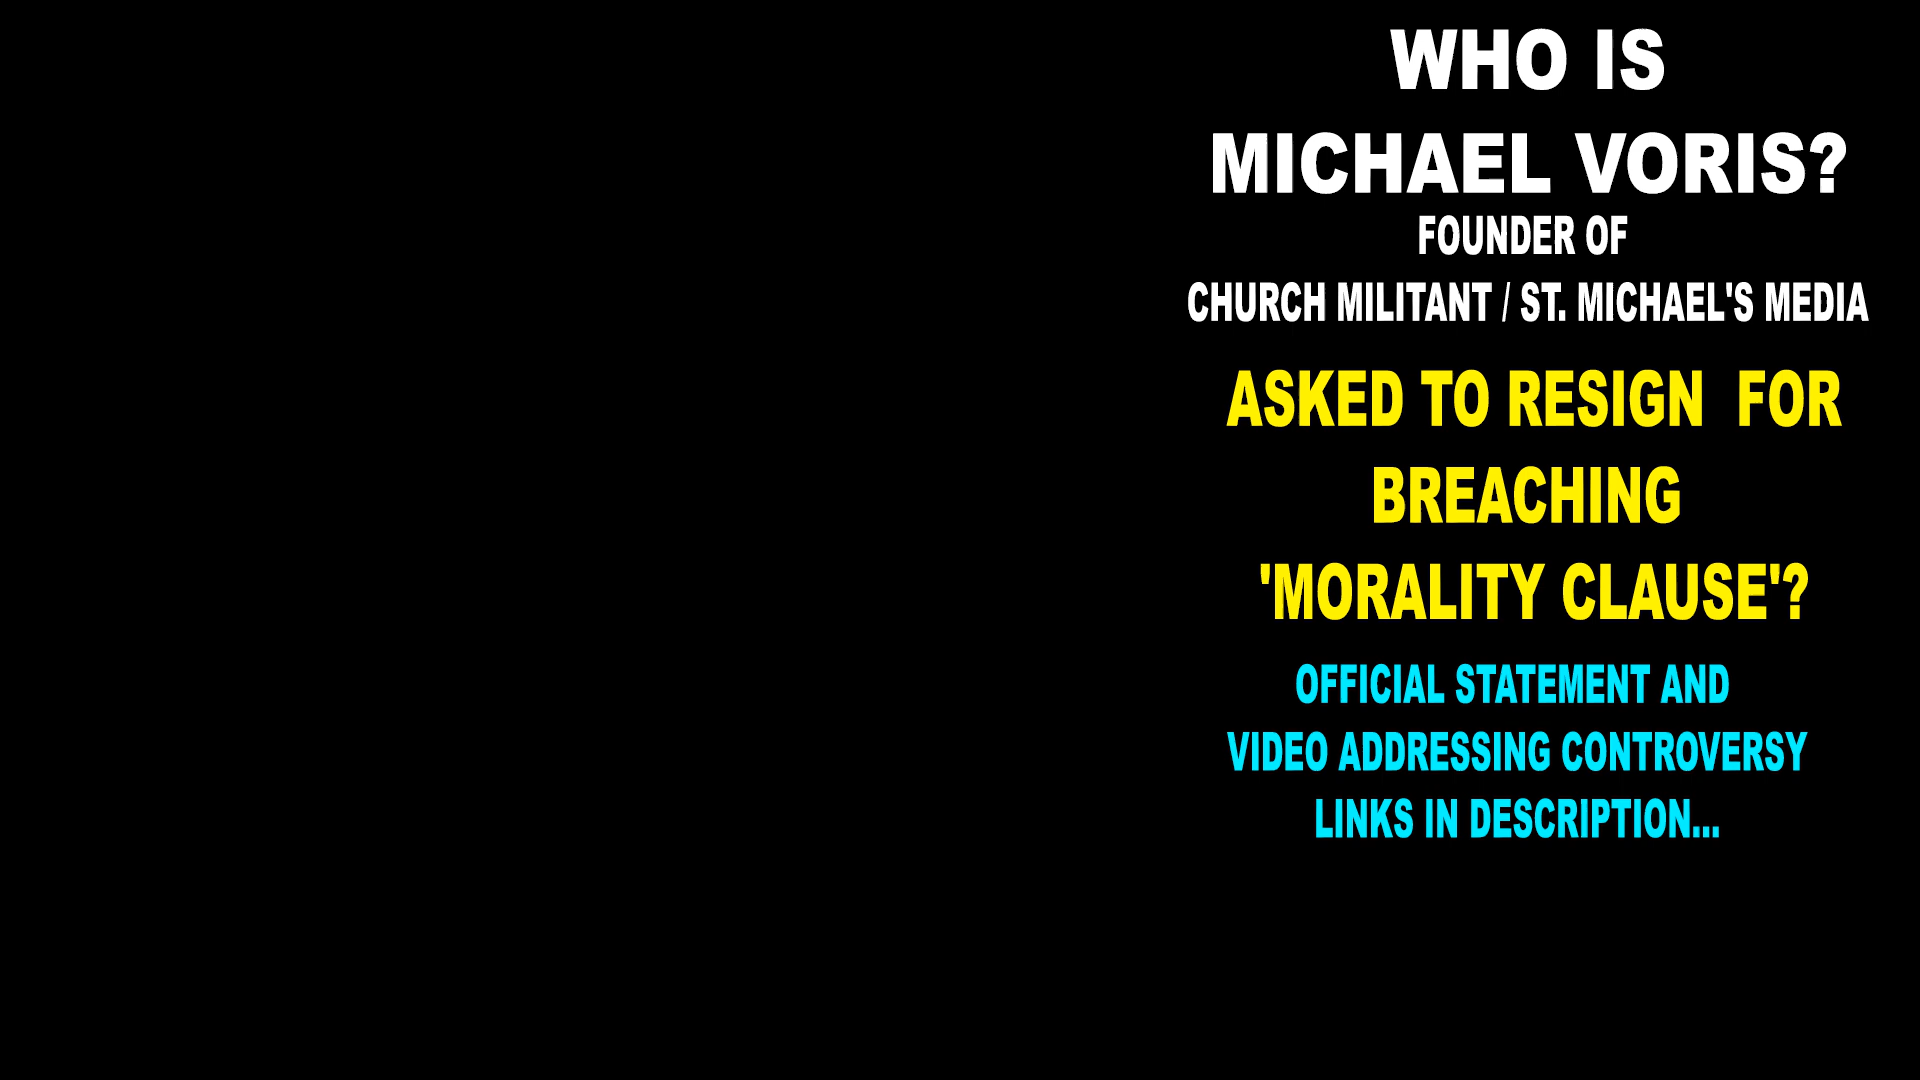 WHO IS
MICHAEL VORIS?
FOUNDER OF
CHURCH MILITANT / ST. MICHAEL'S MEDIA
ASKED TO RESIGN FOR
BREACHING
'MORALITY CLAUSE'?
OFFICIAL STATEMENT AND
VIDEO ADDRESSING CONTROVERSY
LINKS IN DESCRIPTION...